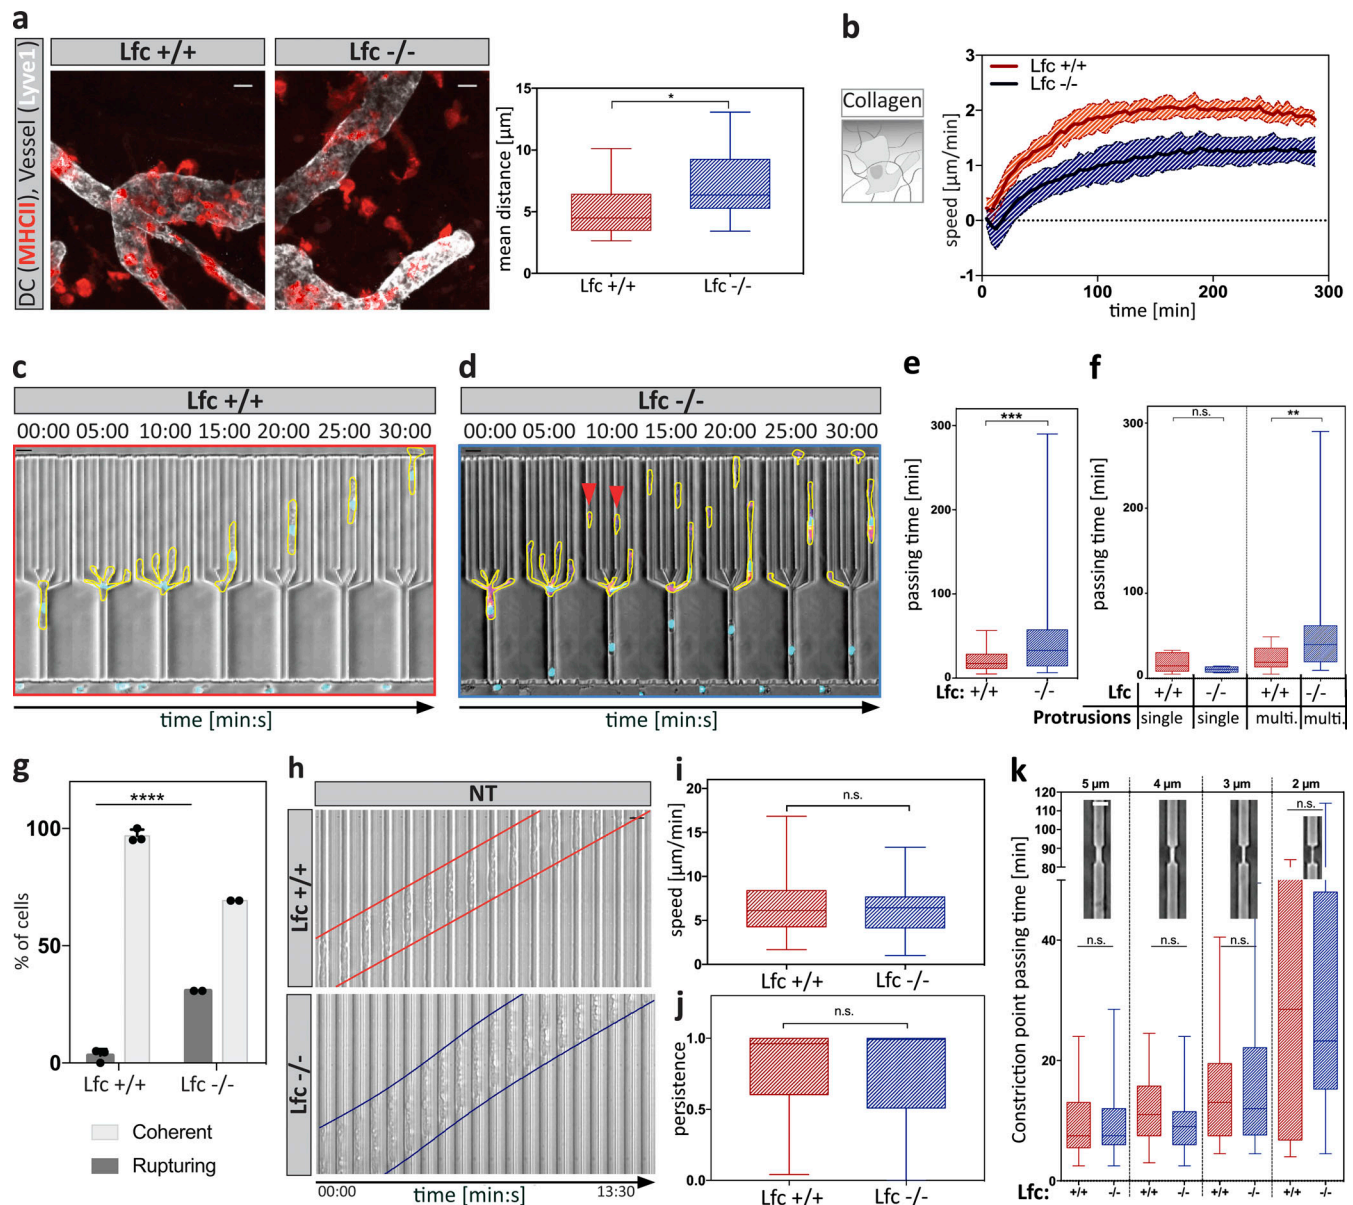 a
Lfc +/+
Lfc -/-
DC (MHCII), Vessel (Lyve1)
mean distance [µm]
15
10
5
0
*
Lfc +/+
Lfc -/-
Collagen
b
Lfc +/+
Lfc -/-
speed [µm/min]
3
2
1
0
-1
0
100
200
300
time [min]
c
Lfc +/+
00:00 05:00 10:00 15:00 20:00 25:00 30:00
time [min:s]
d
Lfc -/-
00:00 05:00 10:00 15:00 20:00 25:00 30:00
time [min:s]
e
***
passing time [min]
300
200
100
0
Lfc: +/+ -/-
f
n.s.
**
passing time [min]
300
200
100
0
Lfc +/+ -/- +/+ -/-
Protrusions single single multi. multi.
g
****
% of cells
100
50
0
Lfc +/+
Lfc -/-
Coherent
Rupturing
h
NT
Lfc +/+
Lfc -/-
00:00
time [min:s]
13:30
i
n.s.
speed [µm/min]
20
15
10
5
0
Lfc +/+
Lfc -/-
j
n.s.
persistence
1.0
0.5
0.0
Lfc +/+
Lfc -/-
k
5 µm
4 µm
3 µm
2 µm
n.s.
n.s.
n.s.
n.s.
Constriction point passing time [min]
120
110
100
90
80
40
20
0
Lfc: +/+ -/- +/+ -/- +/+ -/- +/+ -/-